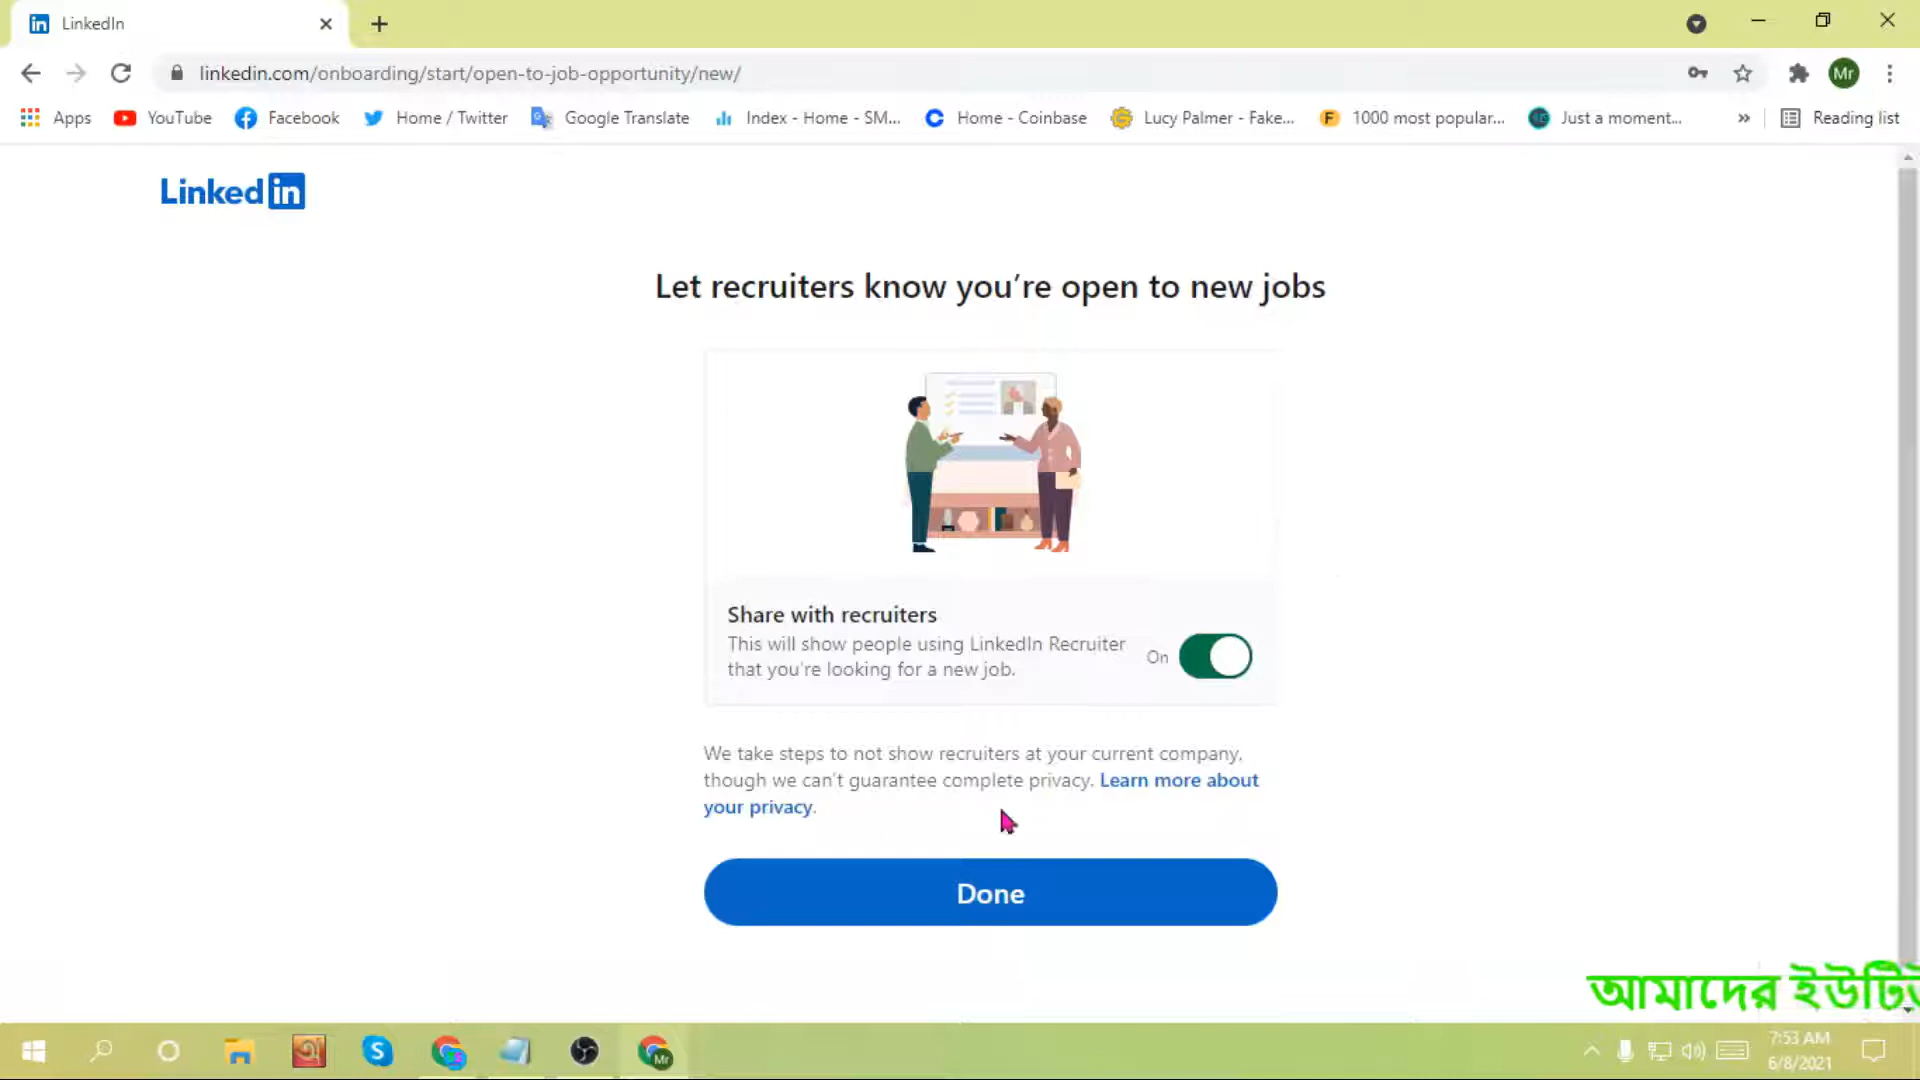 LinkedIn
linkedin.com/onboarding/start/open-to-job-opportunity/new/
Mr
Apps YouTube Facebook Home / Twitter Google Translate Index - Home - SM... Home - Coinbase Lucy Palmer - Fake... 1000 most popular... Just a moment... » Reading list
Linked in
Let recruiters know you’re open to new jobs
Share with recruiters
This will show people using LinkedIn Recruiter
that you're looking for a new job.
On
We take steps to not show recruiters at your current company,
though we can't guarantee complete privacy. Learn more about
your privacy.
Done
আমাদের
7:53 AM
6/8/2021